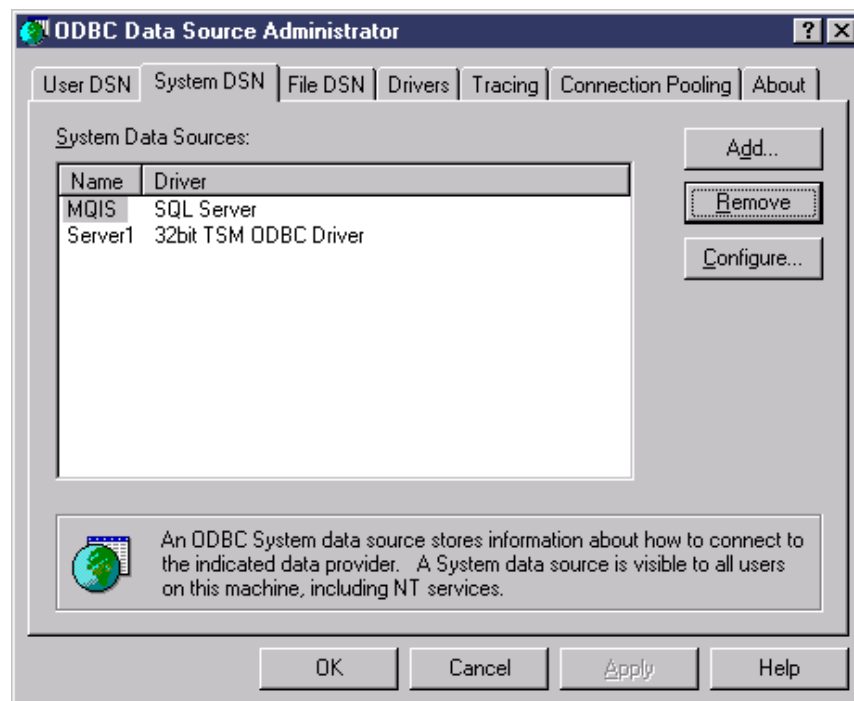 ODBC Data Source Administrator
User DSN System DSN File DSN Drivers Tracing Connection Pooling About
System Data Sources:
Add...
Name Driver
MQIS SQL Server
Remove
Server1 32bit TSM ODBC Driver
Configure...
An ODBC System data source stores information about how to connect to
the indicated data provider. A System data source is visible to all users
on this machine, including NT services.
OK Cancel Apply Help